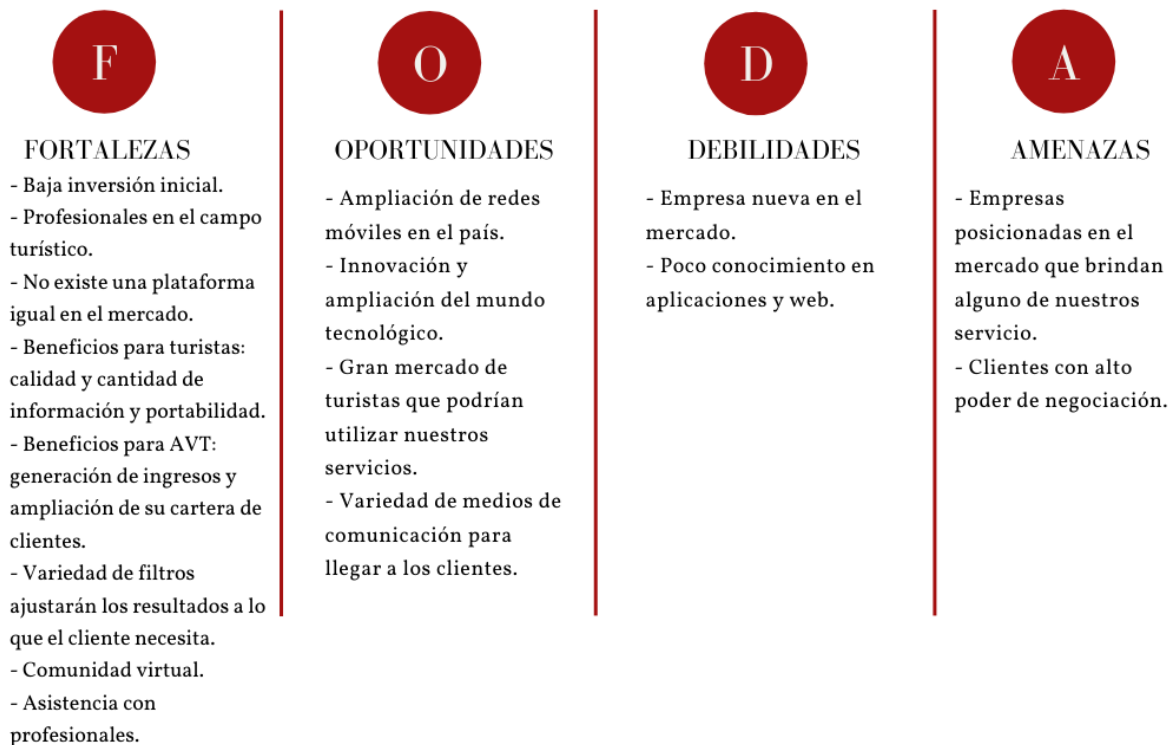 F
FORTALEZAS
- Baja inversión inicial.
- Profesionales en el campo
turístico.
- No existe una plataforma
igual en el mercado.
- Beneficios para turistas:
calidad y cantidad de
información y portabilidad.
- Beneficios para AVT:
generación de ingresos y
ampliación de su cartera de
clientes.
- Variedad de filtros
ajustarán los resultados a lo
que el cliente necesita.
- Comunidad virtual.
- Asistencia con
profesionales.
O
OPORTUNIDADES
- Ampliación de redes
móviles en el país.
- Innovación y
ampliación del mundo
tecnológico.
- Gran mercado de
turistas que podrían
utilizar nuestros
servicios.
- Variedad de medios de
comunicación para
llegar a los clientes.
D
DEBILIDADES
- Empresa nueva en el
mercado.
- Poco conocimiento en
aplicaciones y web.
A
AMENAZAS
- Empresas
posicionadas en el
mercado que brindan
alguno de nuestros
servicio.
- Clientes con alto
poder de negociación.